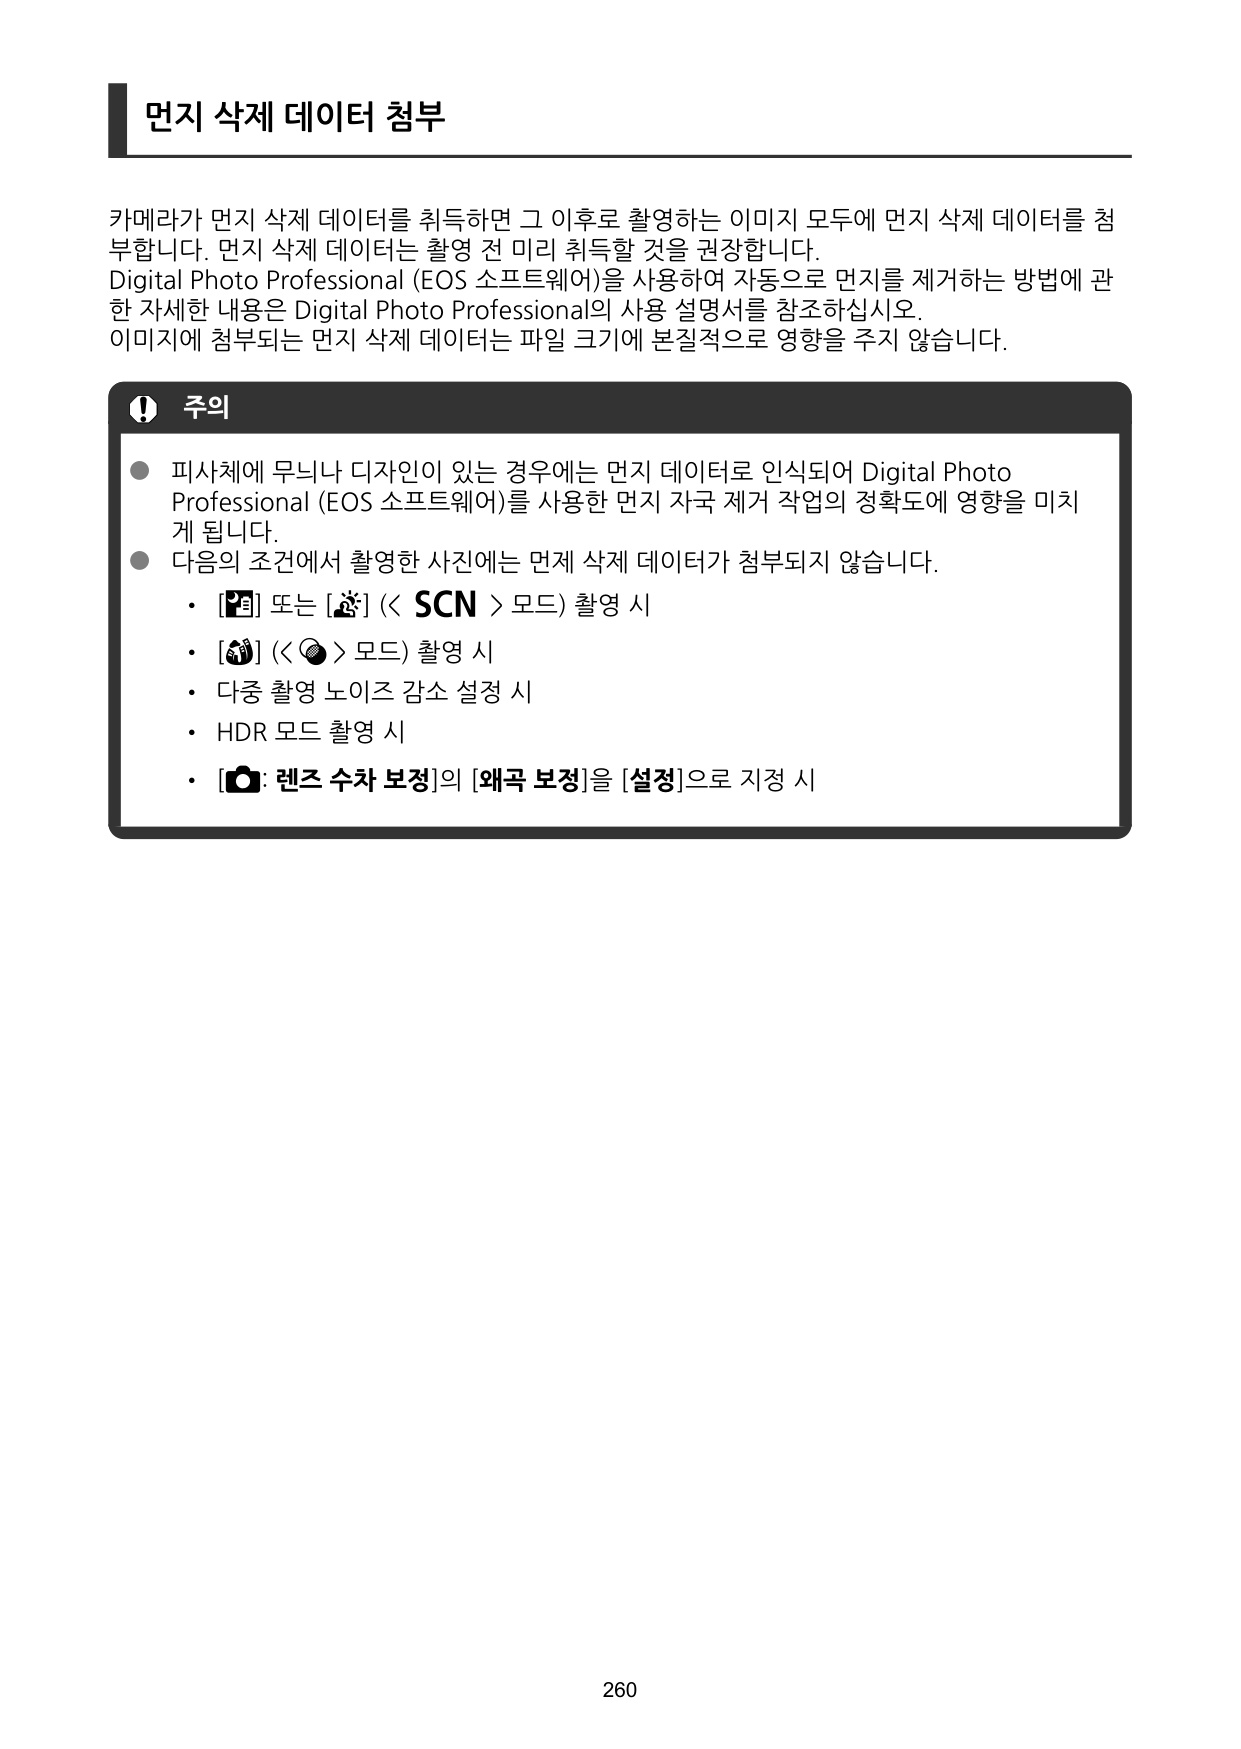 먼지 삭제 데이터 첨부
카메라가 먼지 삭제 데이터를 취득하면 그 이후로 촬영하는 이미지 모두에 먼지 삭제 데이터를 첨
부합니다. 먼지 삭제 데이터는 촬영 전 미리 취득할 것을 권장합니다.
Digital Photo Professional (EOS 소프트웨어)을 사용하여 자동으로 먼지를 제거하는 방법에 관
한 자세한 내용은 Digital Photo Professional의 사용 설명서를 참조하십시오.
이미지에 첨부되는 먼지 삭제 데이터는 파일 크기에 본질적으로 영향을 주지 않습니다.
주의
● 피사체에 무늬나 디자인이 있는 경우에는 먼지 데이터로 인식되어 Digital Photo
Professional (EOS 소프트웨어)를 사용한 먼지 자국 제거 작업의 정확도에 영향을 미치
게 됩니다.
● 다음의 조건에서 촬영한 사진에는 먼제 삭제 데이터가 첨부되지 않습니다.
• [] 또는 [] (< SCN > 모드) 촬영 시
• [] (< > 모드) 촬영 시
• 다중 촬영 노이즈 감소 설정 시
• HDR 모드 촬영 시
• [: 렌즈 수차 보정]의 [왜곡 보정]을 [설정]으로 지정 시
260